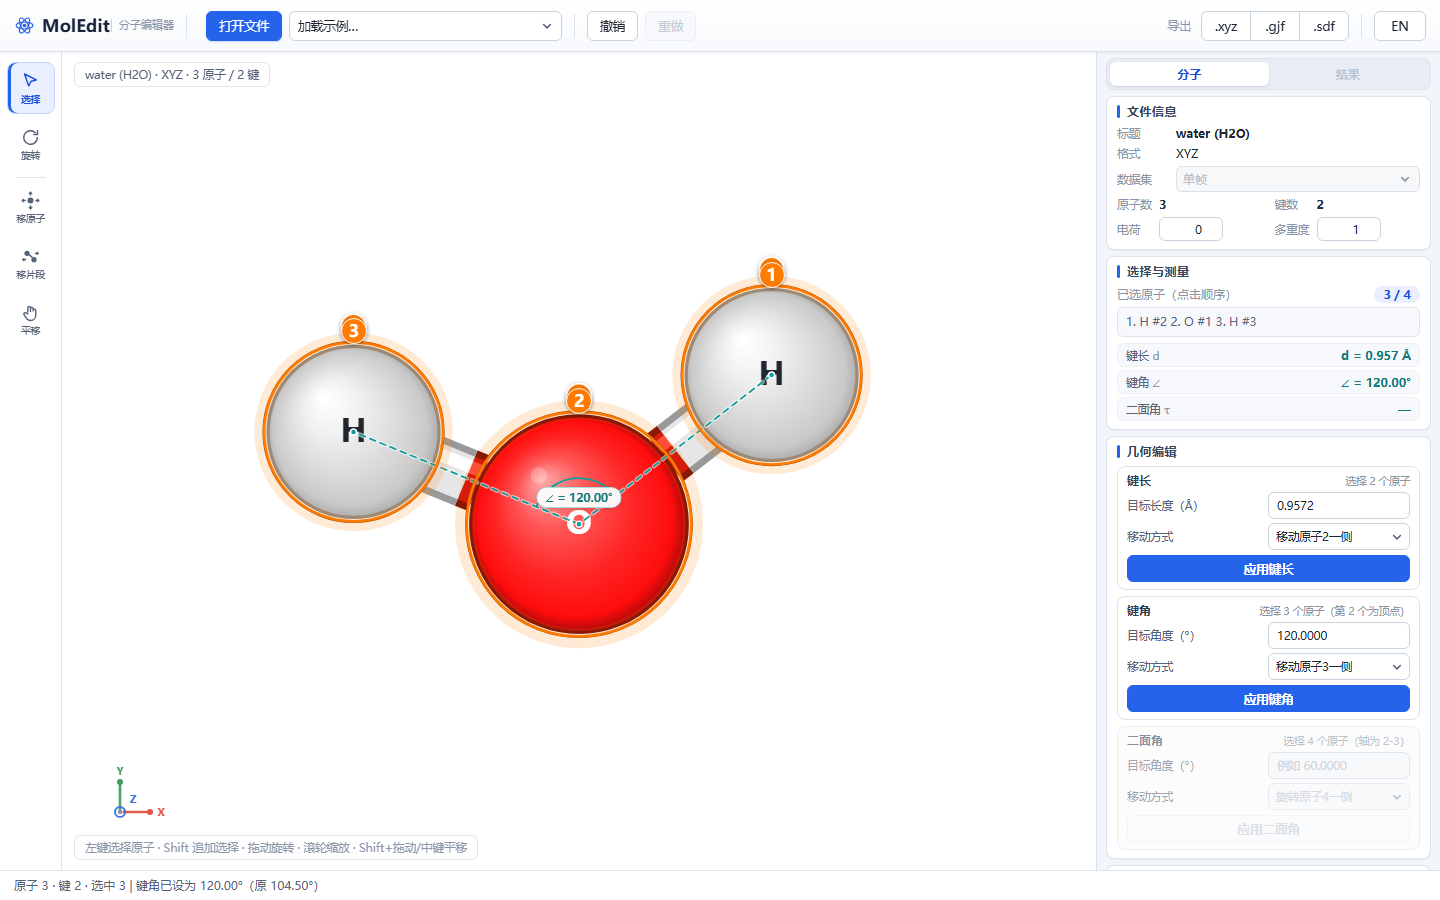 MolEdit 分子编辑器 打开文件 加载示例... 撤销 重做 导出 .xyz .gjf .sdf EN
选择
旋转
移原子
移片段
平移
water (H2O) · XYZ · 3 原子 / 2 键
1
2
3
H
H
∠ = 120.00°
Y
Z
X
左键选择原子 · Shift 追加选择 · 拖动旋转 · 滚轮缩放 · Shift+拖动/中键平移
分子 结果
文件信息
标题 water (H2O)
格式 XYZ
数据集 单帧
原子数 3 键数 2
电荷 0 多重度 1
选择与测量
已选原子（点击顺序） 3 / 4
1. H #2 2. O #1 3. H #3
键长 d d = 0.957 Å
键角 ∠ ∠ = 120.00°
二面角 τ —
几何编辑
键长 选择 2 个原子
目标长度（Å） 0.9572
移动方式 移动原子2一侧
应用键长
键角 选择 3 个原子（第 2 个为顶点）
目标角度（°） 120.0000
移动方式 移动原子3一侧
应用键角
二面角 选择 4 个原子（轴为 2-3）
目标角度（°） 例如 60.0000
移动方式 旋转原子4一侧
应用二面角
原子 3 · 键 2 · 选中 3 | 键角已设为 120.00°（原 104.50°）